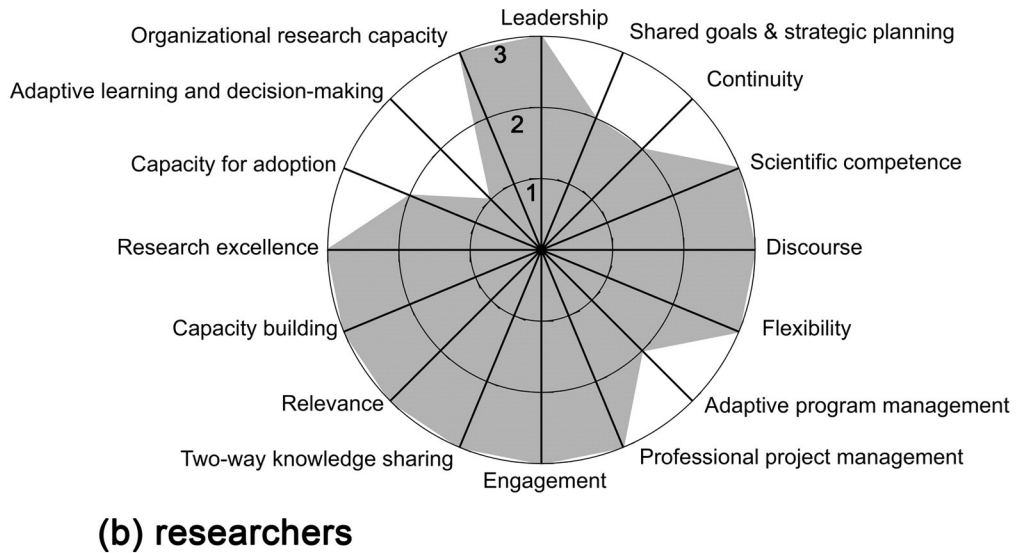 Leadership
Organizational research capacity
Shared goals & strategic planning
3
Continuity
Adaptive learning and decision-making
2
Capacity for adoption
Scientific competence
1
Research excellence
Discourse
Capacity building
Flexibility
Relevance
Adaptive program management
Two-way knowledge sharing
Professional project management
Engagement
(b) researchers